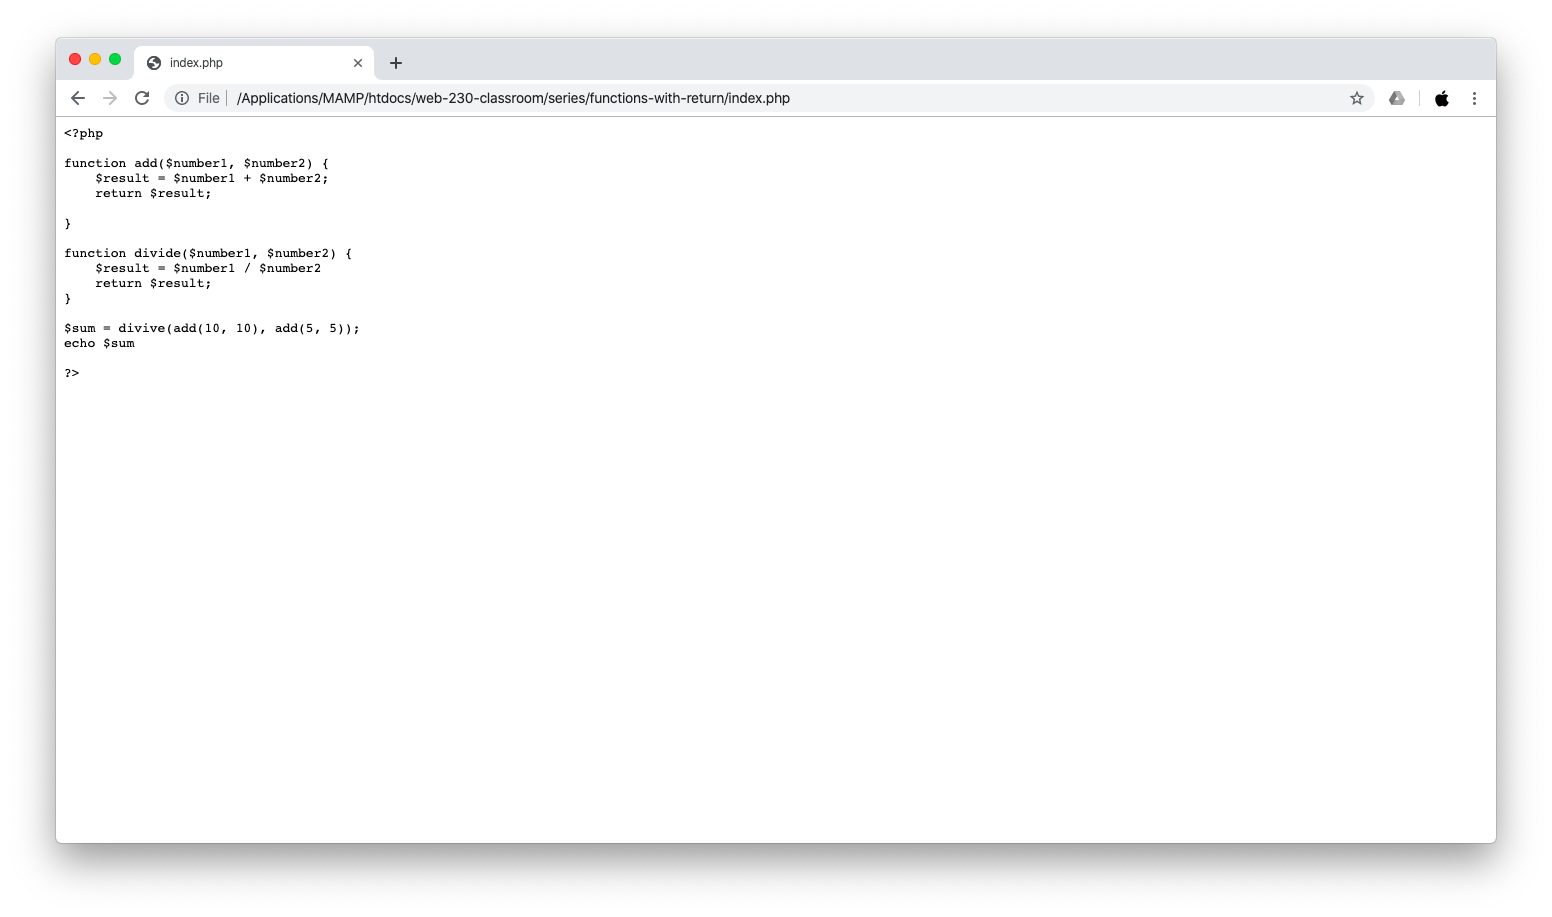 index.php
File /Applications/MAMP/htdocs/web-230-classroom/series/functions-with-return/index.php
<?php
function add($number1, $number2) {
    $result = $number1 + $number2;
    return $result;
}
function divide($number1, $number2) {
    $result = $number1 / $number2
    return $result;
}
$sum = divive(add(10, 10), add(5, 5));
echo $sum
?>